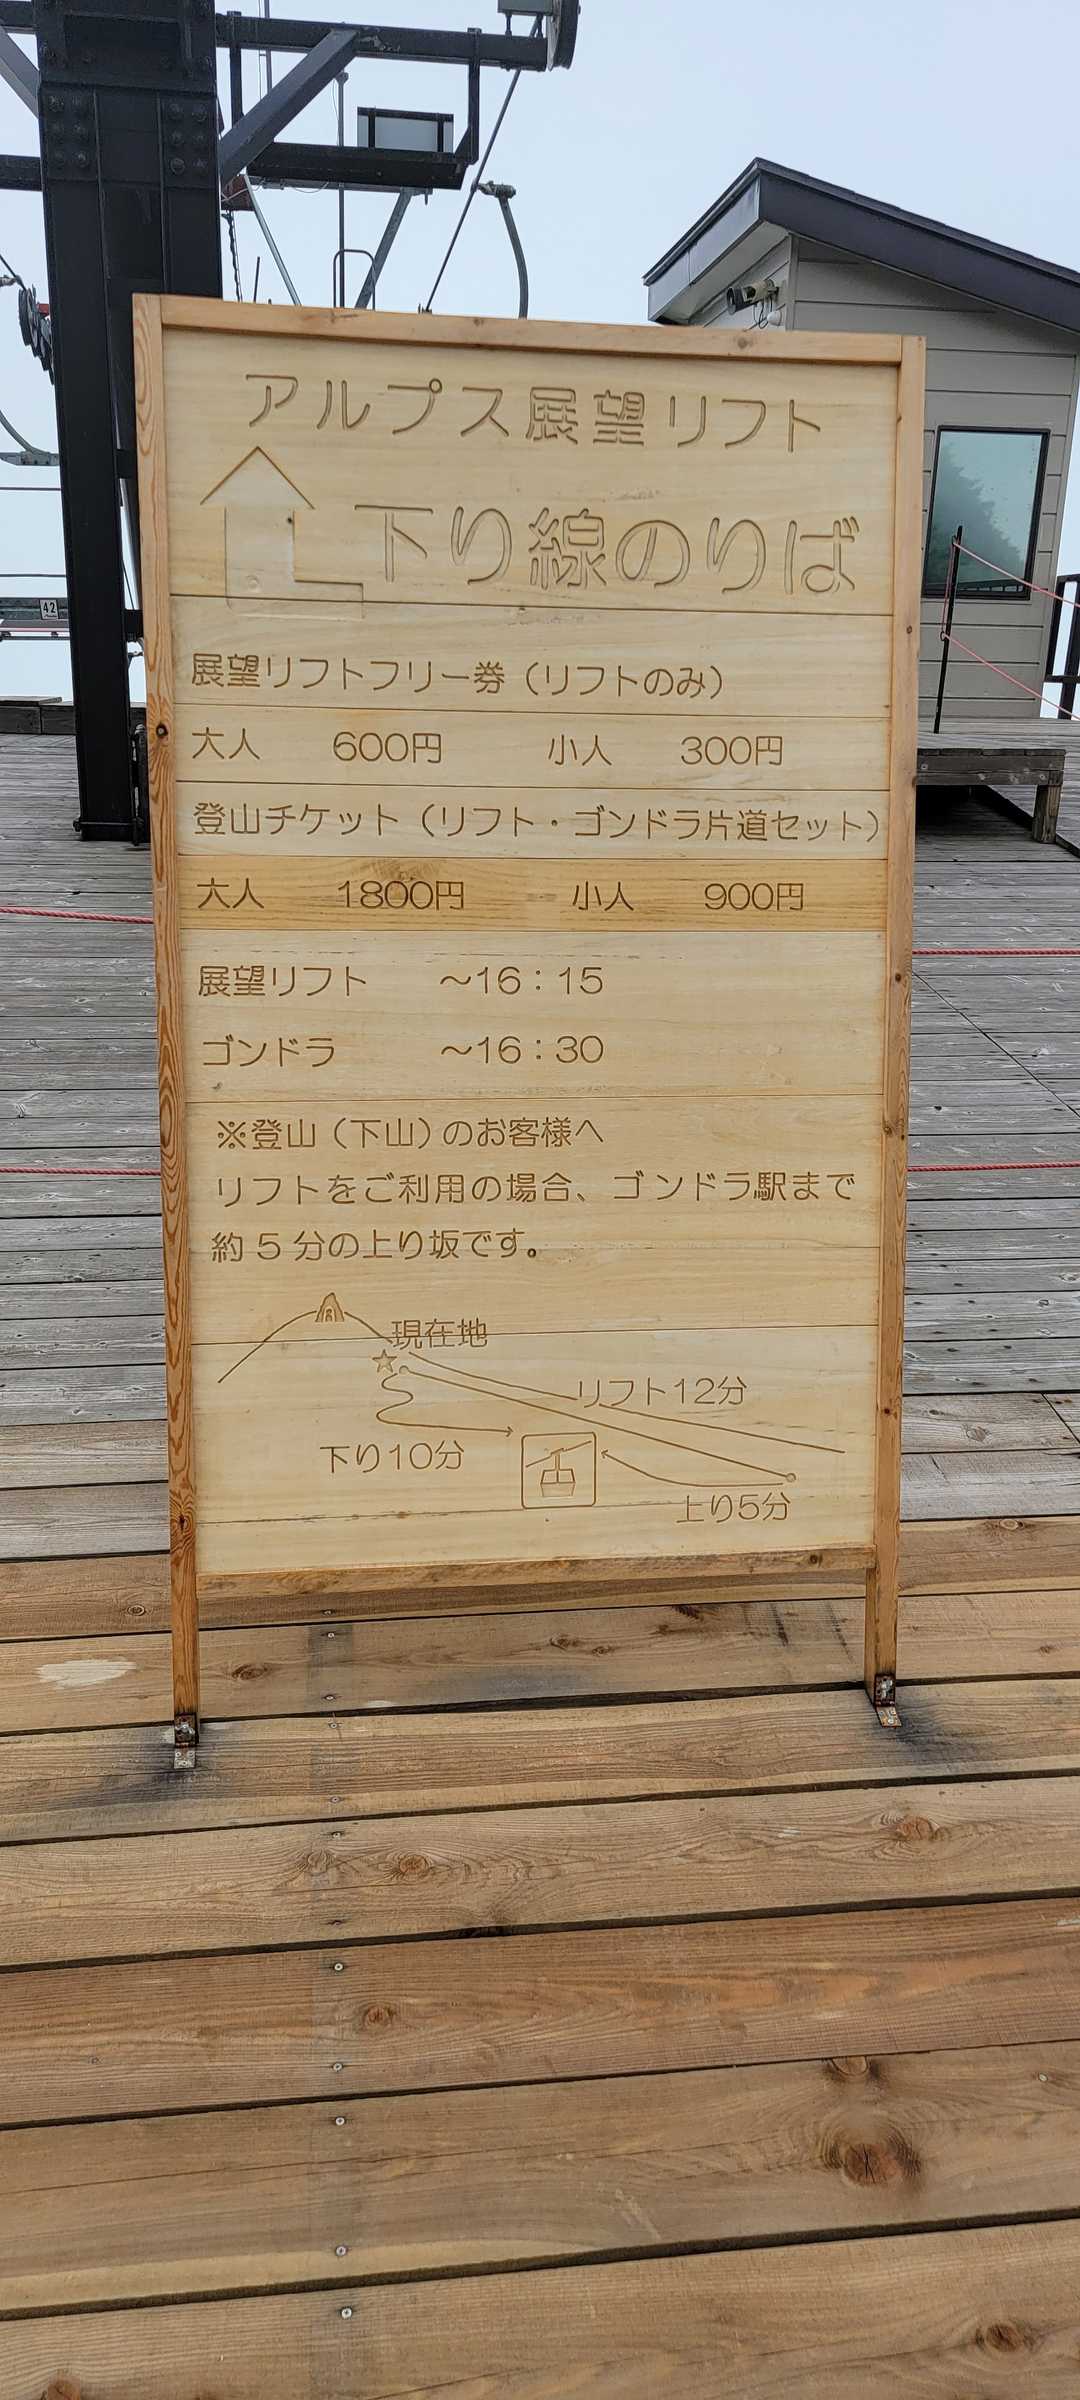 アルプス展望リフト
下り線のりば
展望リフトフリー券（リフトのみ）
大人 600円 小人 300円
登山チケット（リフト・ゴンドラ片道セット）
大人 1800円 小人 900円
展望リフト ～16：15
ゴンドラ ～16：30
※登山（下山）のお客様へ
リフトをご利用の場合、ゴンドラ駅まで
約5分の上り坂です。
現在地
リフト12分
下り10分
上り5分
42